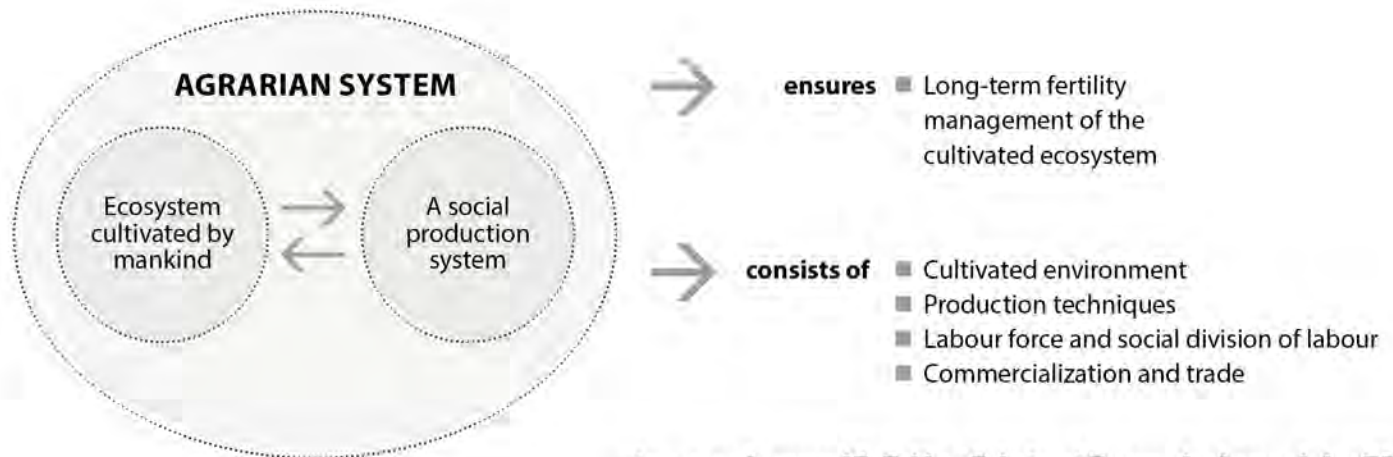 AGRARIAN SYSTEM
Ecosystem
cultivated by
mankind
A social
production
system
ensures ■ Long-term fertility
management of the
cultivated ecosystem
consists of ■ Cultivated environment
■ Production techniques
■ Labour force and social division of labour
■ Commercialization and trade